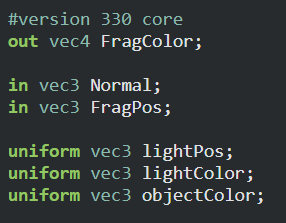 #version 330 core
out vec4 FragColor;
in vec3 Normal;
in vec3 FragPos;
uniform vec3 lightPos;
uniform vec3 lightColor;
uniform vec3 objectColor;